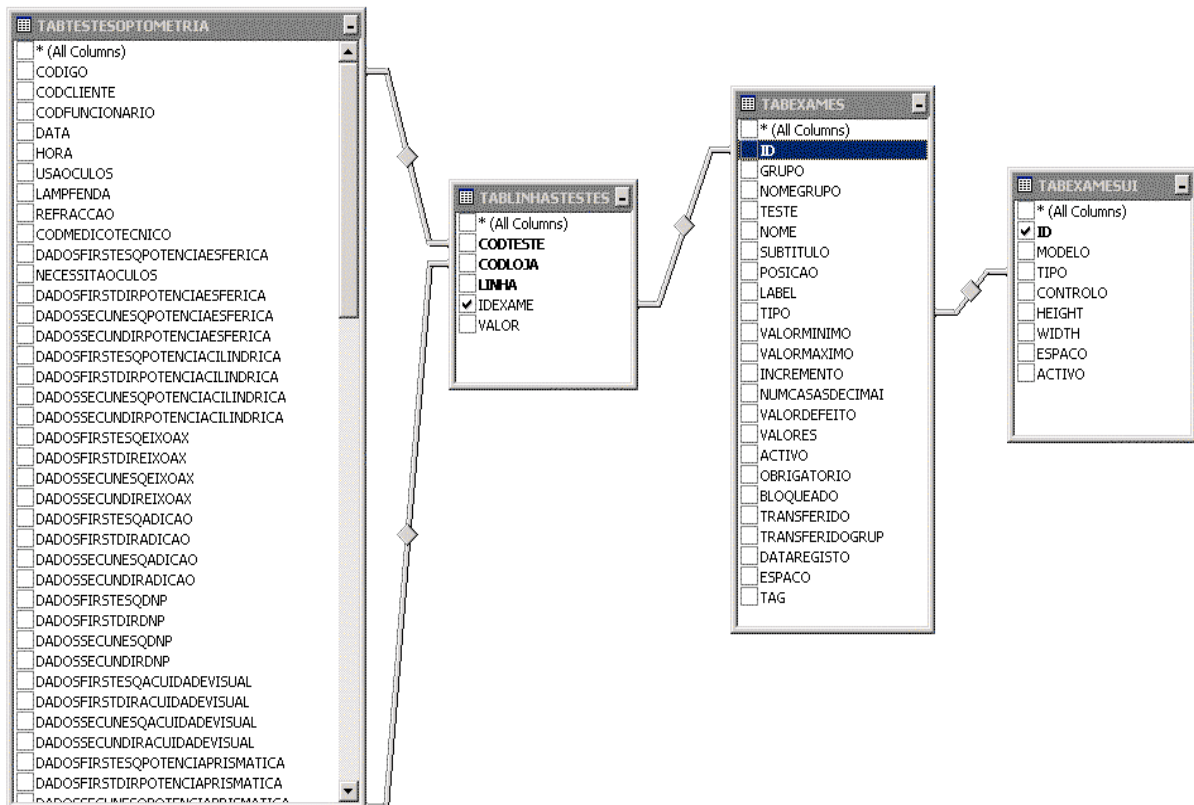 TABTESTESOPTOMETRIA
* (All Columns)
CODIGO
CODCLIENTE
CODFUNCIONARIO
DATA
HORA
USAOCULOS
LAMPFENDA
REFRACCAO
CODMEDICOTECNICO
DADOSFIRSTESQPOTENCIAESFERICA
NECESSITAOCULOS
DADOSFIRSTDIRPOTENCIAESFERICA
DADOSSECUNESQPOTENCIAESFERICA
DADOSSECUNDIRPOTENCIAESFERICA
DADOSFIRSTESQPOTENCIACILINDRICA
DADOSFIRSTDIRPOTENCIACILINDRICA
DADOSSECUNESQPOTENCIACILINDRICA
DADOSSECUNDIRPOTENCIACILINDRICA
DADOSFIRSTESQEIXOAX
DADOSFIRSTDIREIXOAX
DADOSSECUNESQEIXOAX
DADOSSECUNDIREIXOAX
DADOSFIRSTESQADICAO
DADOSFIRSTDIRADICAO
DADOSSECUNESQADICAO
DADOSSECUNDIRADICAO
DADOSFIRSTESQDNP
DADOSFIRSTDIRDNP
DADOSSECUNESQDNP
DADOSSECUNDIRDNP
DADOSFIRSTESQACUIDADEVISUAL
DADOSFIRSTDIRACUIDADEVISUAL
DADOSSECUNESQACUIDADEVISUAL
DADOSSECUNDIRACUIDADEVISUAL
DADOSFIRSTESQPOTENCIAPRISMATICA
DADOSFIRSTDIRPOTENCIAPRISMATICA
DADOSSECUNESQPOTENCIAPRISMATICA
TABLINHASTESTES
* (All Columns)
CODTESTE
CODLOJA
LINHA
IDEXAME
VALOR
TABEXAMES
* (All Columns)
ID
GRUPO
NOMEGRUPO
TESTE
NOME
SUBTITULO
POSICAO
LABEL
TIPO
VALORMINIMO
VALORMAXIMO
INCREMENTO
NUMCASASDECIMAI
VALORDEFEITO
VALORES
ACTIVO
OBRIGATORIO
BLOQUEADO
TRANSFERIDO
TRANSFERIDOGRUP
DATAREGISTO
ESPACO
TAG
TABEXAMESUI
* (All Columns)
ID
MODELO
TIPO
CONTROLO
HEIGHT
WIDTH
ESPACO
ACTIVO